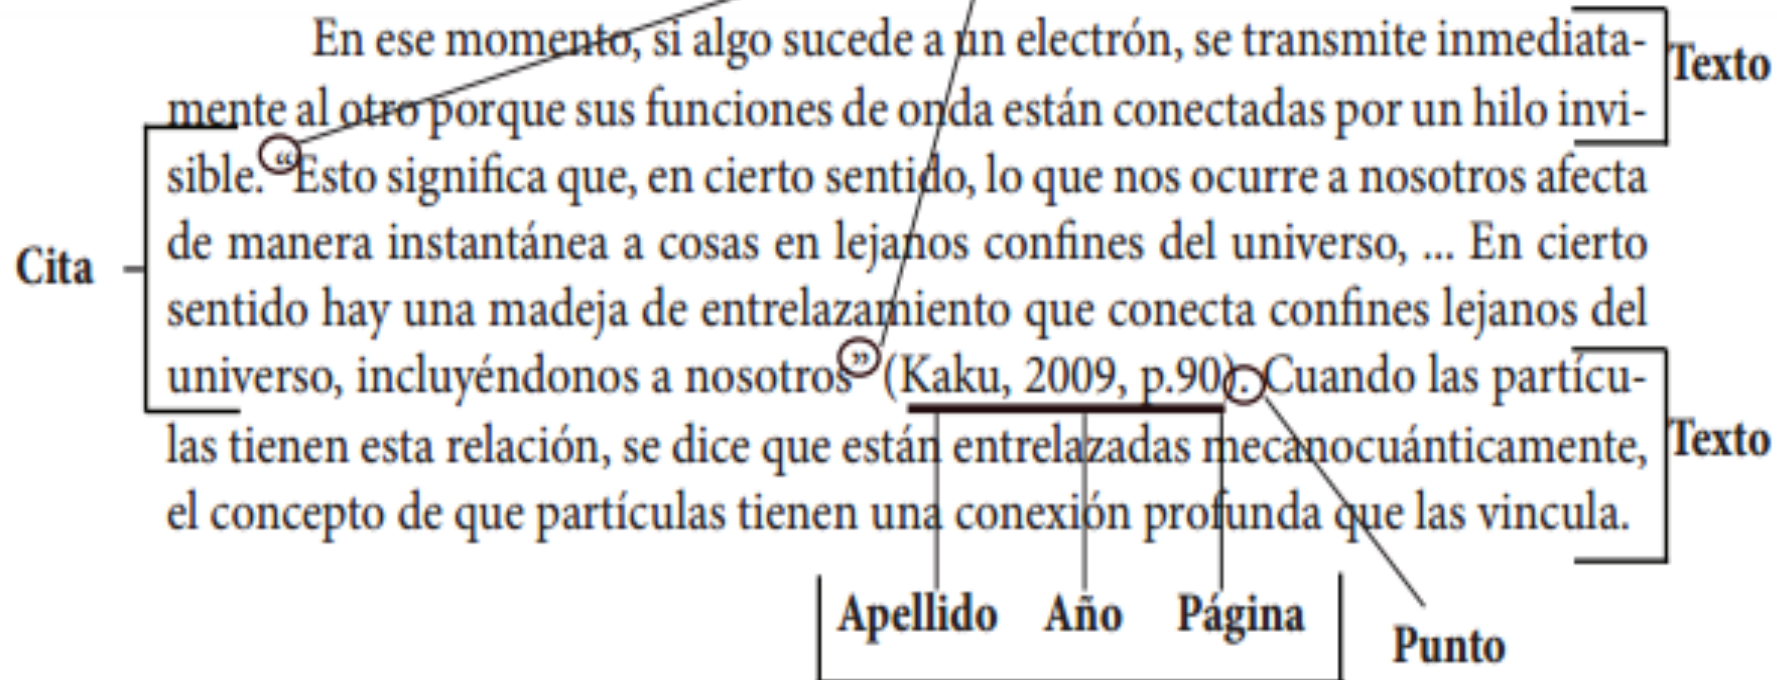 En ese momento, si algo sucede a un electrón, se transmite inmediata-
Texto
mente al otro porque sus funciones de onda están conectadas por un hilo invi-
sible. “Esto significa que, en cierto sentido, lo que nos ocurre a nosotros afecta
de manera instantánea a cosas en lejanos confines del universo, ... En cierto
Cita
sentido hay una madeja de entrelazamiento que conecta confines lejanos del
universo, incluyéndonos a nosotros” (Kaku, 2009, p.90). Cuando las partícu-
Texto
las tienen esta relación, se dice que están entrelazadas mecanocuánticamente,
el concepto de que partículas tienen una conexión profunda que las vincula.
Apellido Año Página
Punto